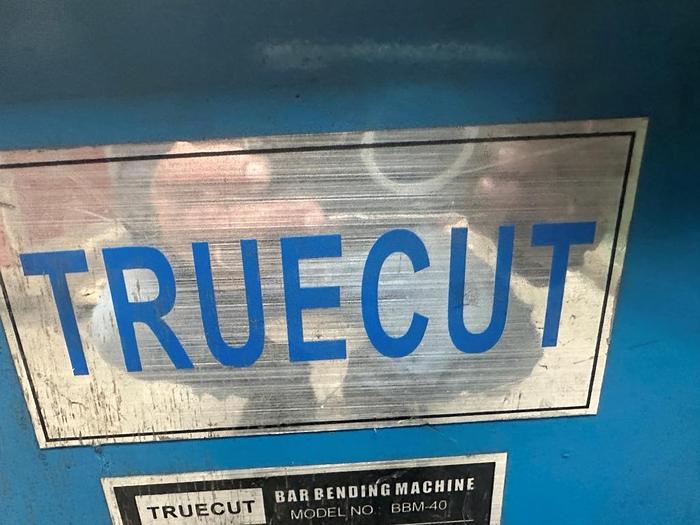 TRUECUT
TRUECUT
BAR BENDING MACHINE
MODEL NO. BBM-40